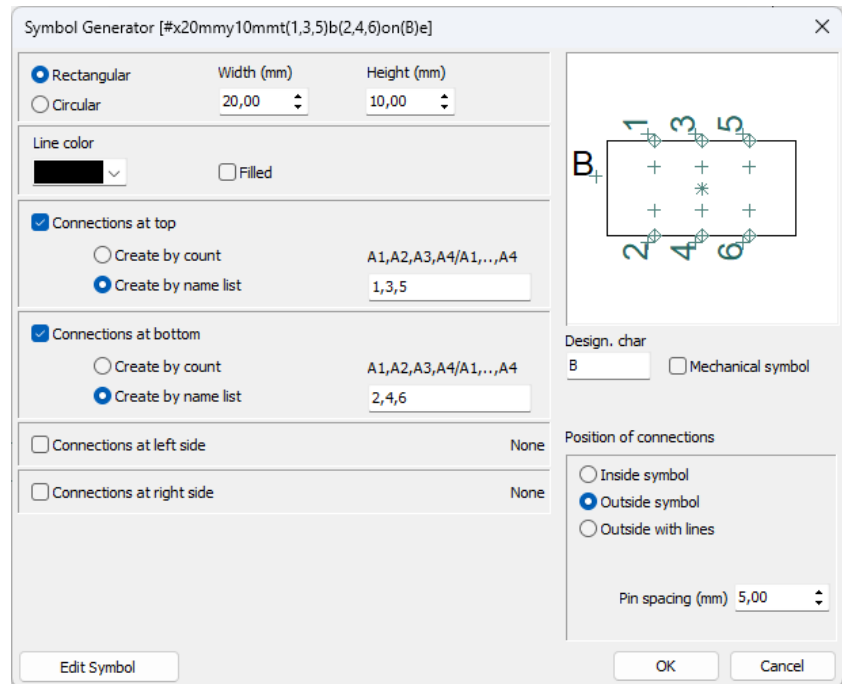 Symbol Generator [#x20mmy10mmt(1,3,5)b(2,4,6)on(B)e]
Rectangular
Width (mm)
Height (mm)
Circular
20,00
10,00
Line color
Filled
Connections at top
Create by count
A1,A2,A3,A4/A1,..,A4
Create by name list
1,3,5
Connections at bottom
Create by count
A1,A2,A3,A4/A1,..,A4
Create by name list
2,4,6
Connections at left side
None
Connections at right side
None
1 3 5
B
2 4 6
Design. char
B
Mechanical symbol
Position of connections
Inside symbol
Outside symbol
Outside with lines
Pin spacing (mm) 5,00
Edit Symbol
OK
Cancel